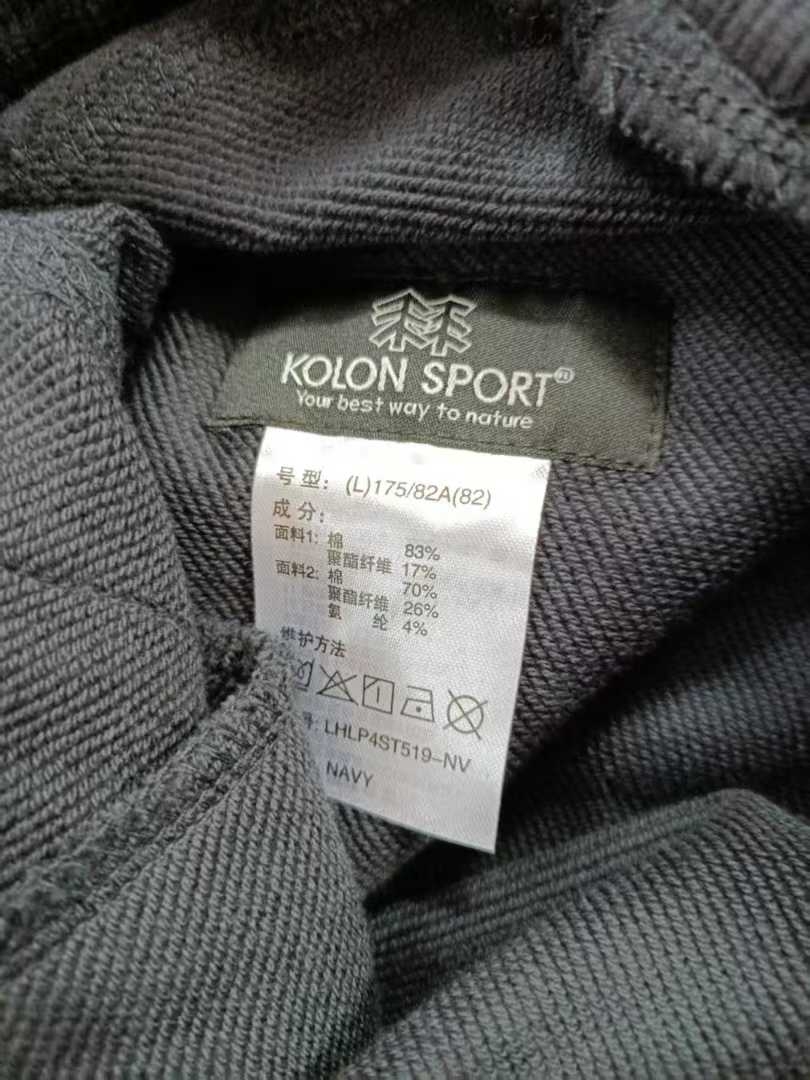 KOLON SPORT®
Your best way to nature
号型: (L)175/82A(82)
成分:
面料1: 棉 83%
聚酯纤维 17%
面料2: 棉 70%
聚酯纤维 26%
氨纶 4%
维护方法
号: LHLP4ST519-NV
NAVY